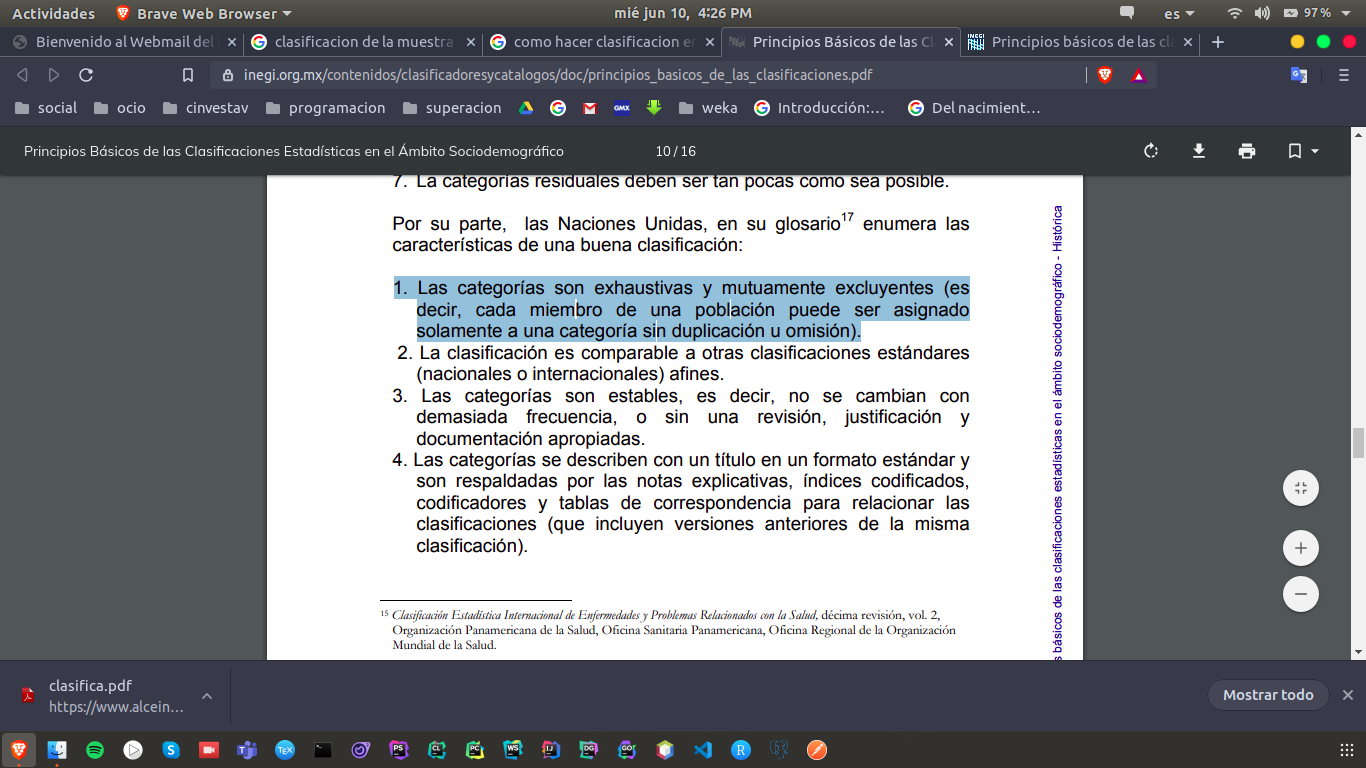 Actividades
Brave Web Browser
mié jun 10, 4:26 PM
es
97 %
Bienvenido al Webmail del
clasificacion de la muestra
como hacer clasificacion e
Principios Básicos de las C
Principios básicos de las cl
inegi.org.mx/contenidos/clasificadoresycatalogos/doc/principios_basicos_de_las_clasificaciones.pdf
social
ocio
cinvestav
programacion
superacion
GMX
weka
Introducción:...
Del nacimient...
Principios Básicos de las Clasificaciones Estadísticas en el Ámbito Sociodemográfico
10 / 16
7. La categorías residuales deben ser tan pocas como sea posible.
Por su parte, las Naciones Unidas, en su glosario17 enumera las
características de una buena clasificación:
1. Las categorías son exhaustivas y mutuamente excluyentes (es
decir, cada miembro de una población puede ser asignado
solamente a una categoría sin duplicación u omisión).
2. La clasificación es comparable a otras clasificaciones estándares
(nacionales o internacionales) afines.
3. Las categorías son estables, es decir, no se cambian con
demasiada frecuencia, o sin una revisión, justificación y
documentación apropiadas.
4. Las categorías se describen con un título en un formato estándar y
son respaldadas por las notas explicativas, índices codificados,
codificadores y tablas de correspondencia para relacionar las
clasificaciones (que incluyen versiones anteriores de la misma
clasificación).
15 Clasificación Estadística Internacional de Enfermedades y Problemas Relacionados con la Salud, décima revisión, vol. 2,
Organización Panamericana de la Salud, Oficina Sanitaria Panamericana, Oficina Regional de la Organización
Mundial de la Salud.
s básicos de las clasificaciones estadísticas en el ámbito sociodemográfico - Histórica
clasifica.pdf
https://www.alcein...
Mostrar todo
TEX
PS
CL
PC
WS
IJ
DG
GO
R